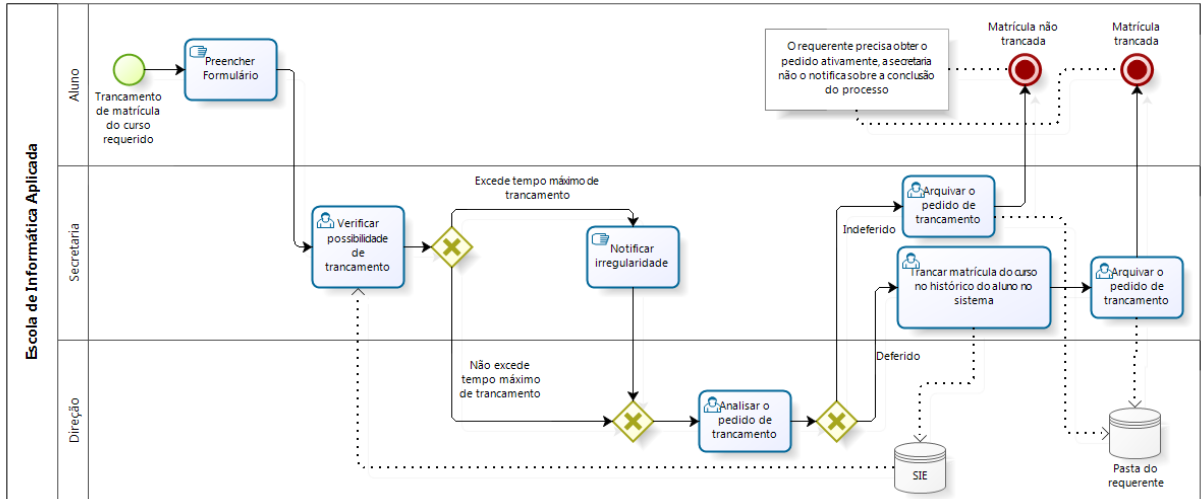 Escola de Informática Aplicada
Aluno
Trancamento
de matrícula
do curso
requerido
Preencher
Formulário
O requerente precisa obter o
pedido ativamente, a secretaria
não o notifica sobre a conclusão
do processo
Matrícula não
trancada
Matrícula
trancada
Secretaria
Verificar
possibilidade
de
trancamento
Excede tempo máximo de
trancamento
Notificar
irregularidade
Indeferido
Arquivar o
pedido de
trancamento
Trancar matrícula do curso
no histórico do aluno no
sistema
Arquivar o
pedido de
trancamento
Direção
Não excede
tempo máximo
de trancamento
Analisar o
pedido de
trancamento
Deferido
SIE
Pasta do
requerente